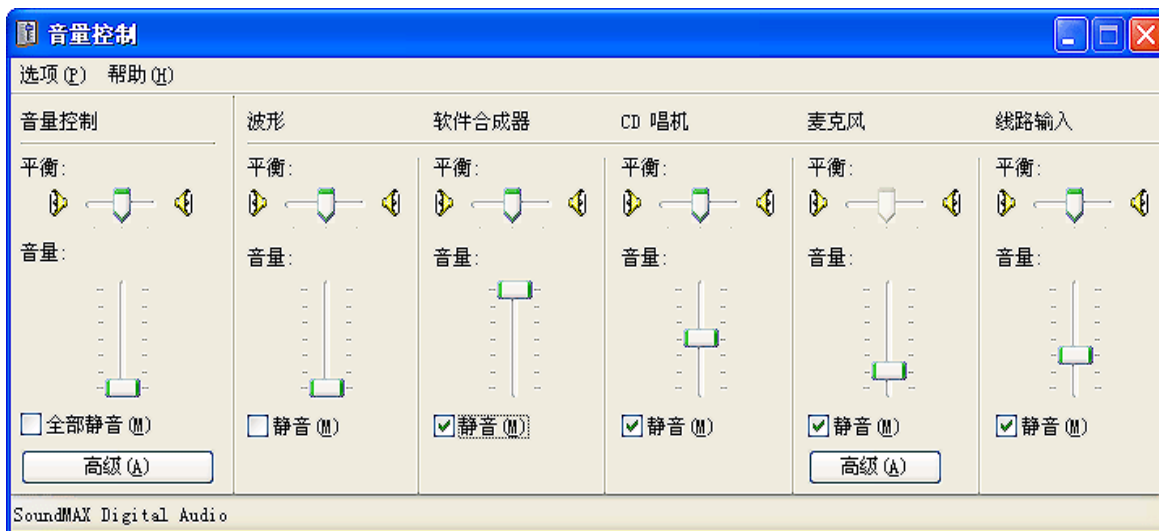 音量控制
选项(P) 帮助(H)
音量控制 波形 软件合成器 CD 唱机 麦克风 线路输入
平衡: 平衡: 平衡: 平衡: 平衡: 平衡:
音量: 音量: 音量: 音量: 音量: 音量:
全部静音(M) 静音(M) 静音(M) 静音(M) 静音(M) 静音(M)
高级(A) 高级(A)
SoundMAX Digital Audio